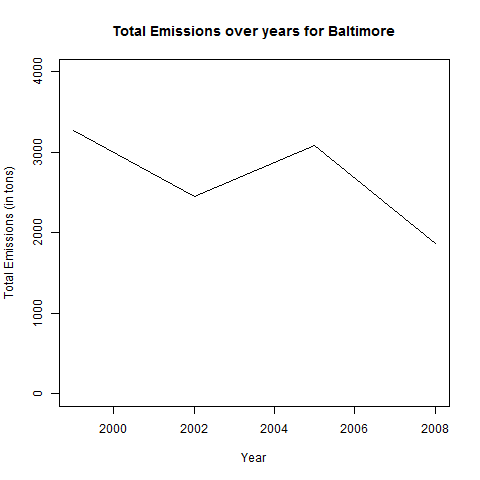 Total Emissions over years for Baltimore
Total Emissions (in tons)
4000
3000
2000
1000
0
2000 2002 2004 2006 2008
Year